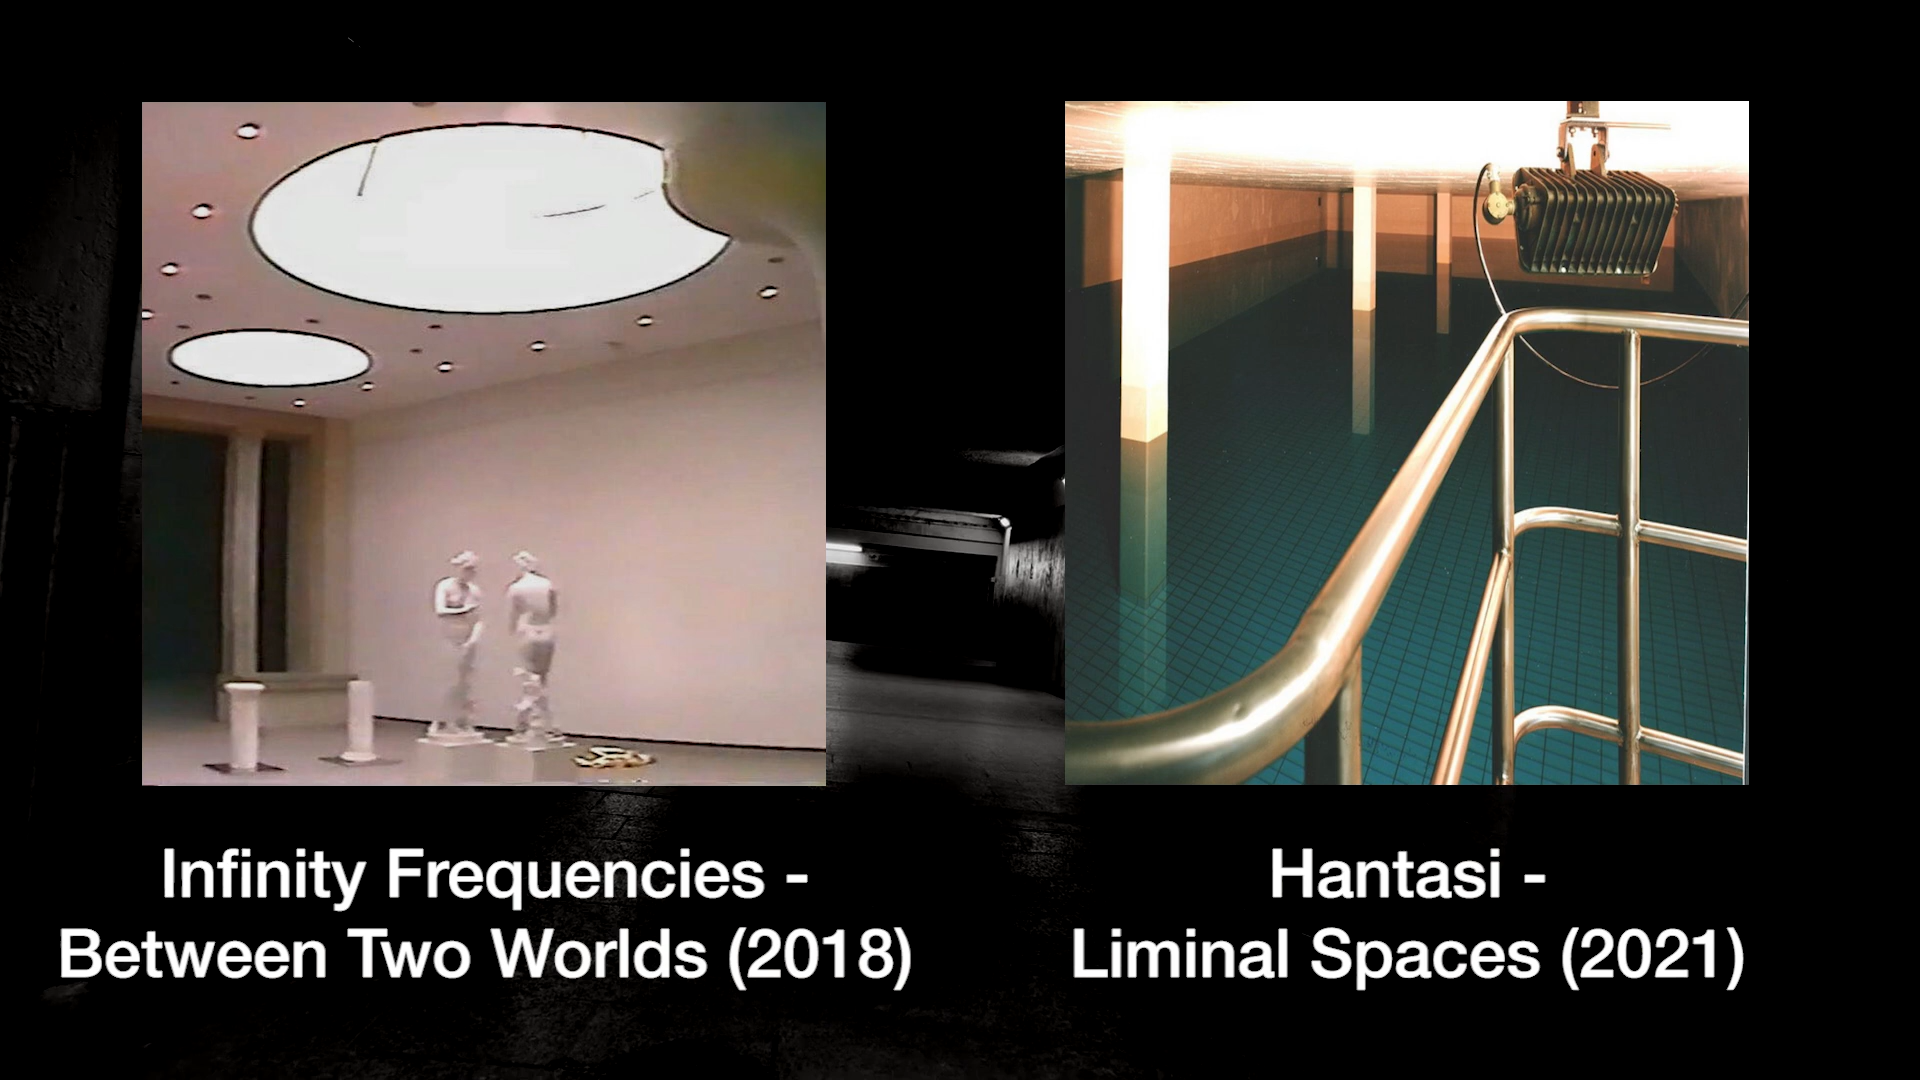 Infinity Frequencies -
Between Two Worlds (2018)
Hantasi -
Liminal Spaces (2021)